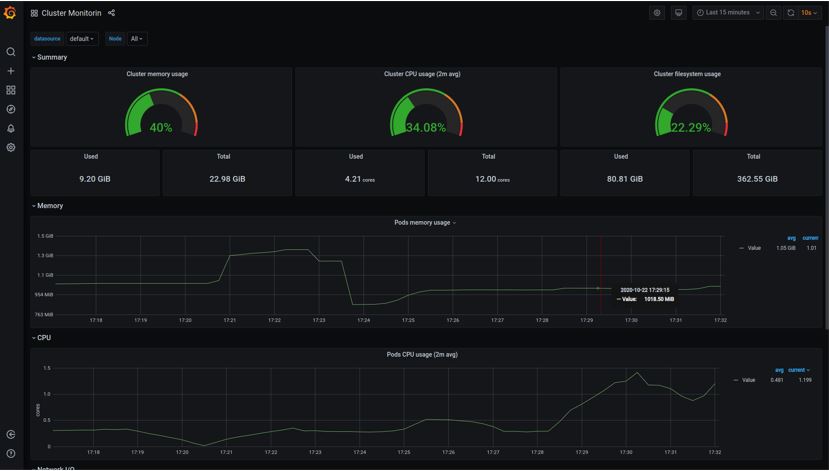 Cluster Monitorin
Last 15 minutes
10s
datasource default Node All
Summary
Cluster memory usage
Cluster CPU usage (2m avg)
Cluster filesystem usage
40%
34.08%
22.29%
Used
9.20 GiB
Total
22.98 GiB
Used
4.21 cores
Total
12.00 cores
Used
80.81 GiB
Total
362.55 GiB
Memory
Pods memory usage
1.5 GiB
1.3 GiB
1.1 GiB
954 MiB
763 MiB
17:18 17:19 17:20 17:21 17:22 17:23 17:24 17:25 17:26 17:27 17:28 17:29 17:30 17:31 17:32
2020-10-22 17:29:15
Value: 1018.50 MiB
avg current
Value 1.05 GiB 1.01
CPU
Pods CPU usage (2m avg)
cores
1.5
1.0
0.5
0
17:18 17:19 17:20 17:21 17:22 17:23 17:24 17:25 17:26 17:27 17:28 17:29 17:30 17:31 17:32
avg current
Value 0.481 1.199
Network I/O